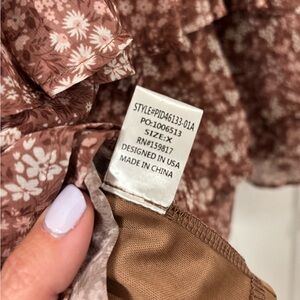 STYLE#PID46133-01A
PO:1006513
SIZE:X
RN#159817
DESIGNED IN USA
MADE IN CHINA